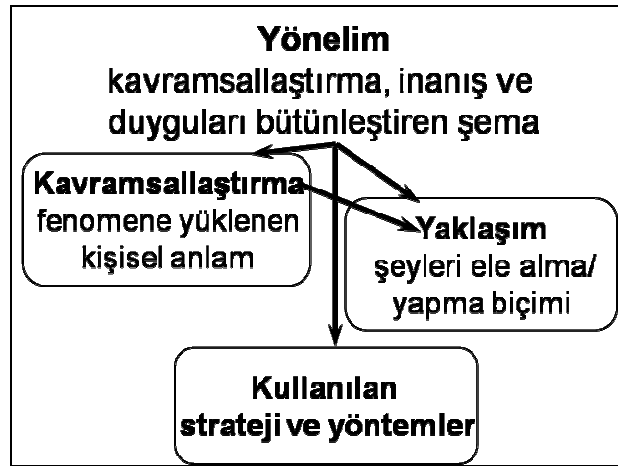 Yönelim
kavramsallaştırma, inanış ve
duyguları bütünleştiren şema
Kavramsallaştırma
fenomene yüklenen
kişisel anlam
Yaklaşım
şeyleri ele alma/
yapma biçimi
Kullanılan
strateji ve yöntemler